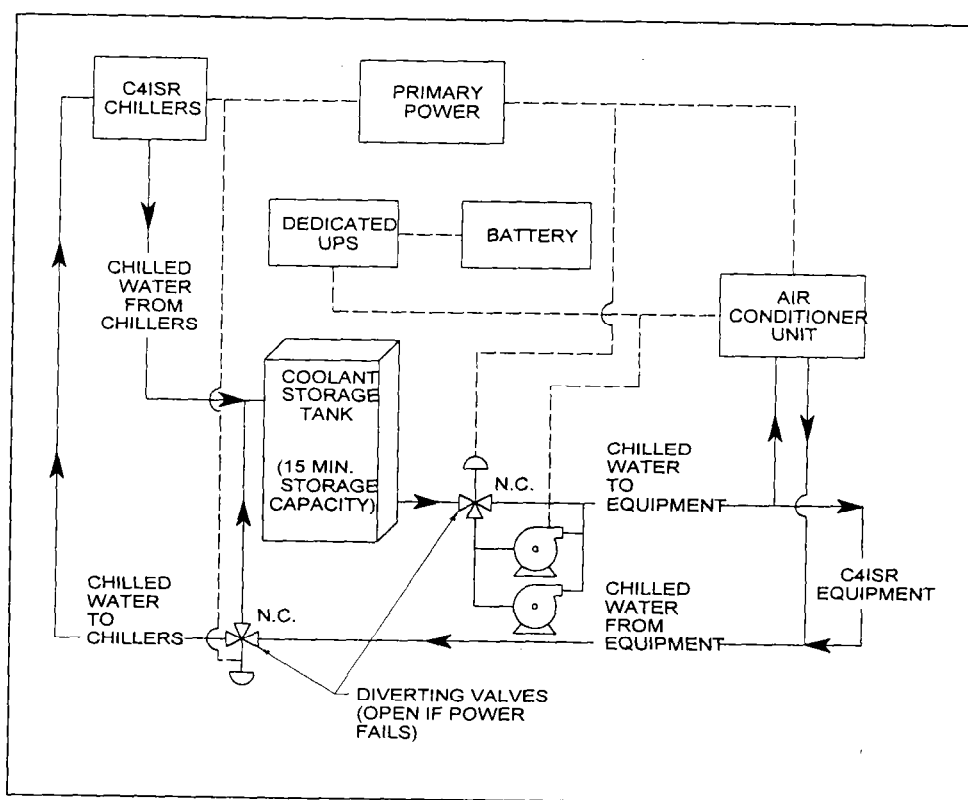 C4ISR
CHILLERS
PRIMARY
POWER
DEDICATED
UPS
BATTERY
CHILLED
WATER
FROM
CHILLERS
AIR
CONDITIONER
UNIT
COOLANT
STORAGE
TANK
(15 MIN.
STORAGE
CAPACITY)
N.C.
CHILLED
WATER
TO
EQUIPMENT
C4ISR
EQUIPMENT
CHILLED
WATER
TO
CHILLERS
N.C.
CHILLED
WATER
FROM
EQUIPMENT
DIVERTING VALVES
(OPEN IF POWER
FAILS)